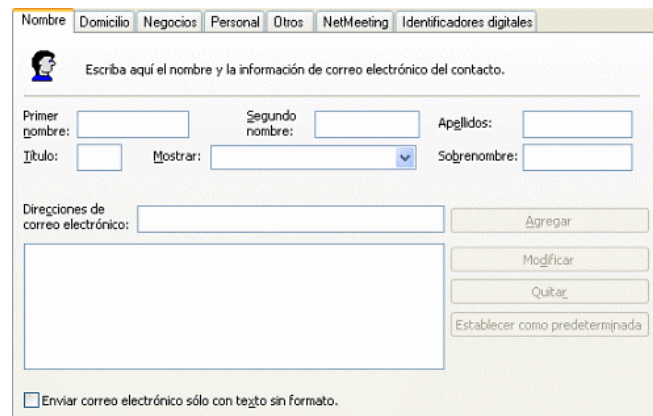 Nombre Domicilio Negocios Personal Otros NetMeeting Identificadores digitales
Escriba aquí el nombre y la información de correo electrónico del contacto.
Primer nombre:
Segundo nombre:
Apellidos:
Título:
Mostrar:
Sobrenombre:
Direcciones de
correo electrónico:
Agregar
Modificar
Quitar
Establecer como predeterminada
Enviar correo electrónico sólo con texto sin formato.